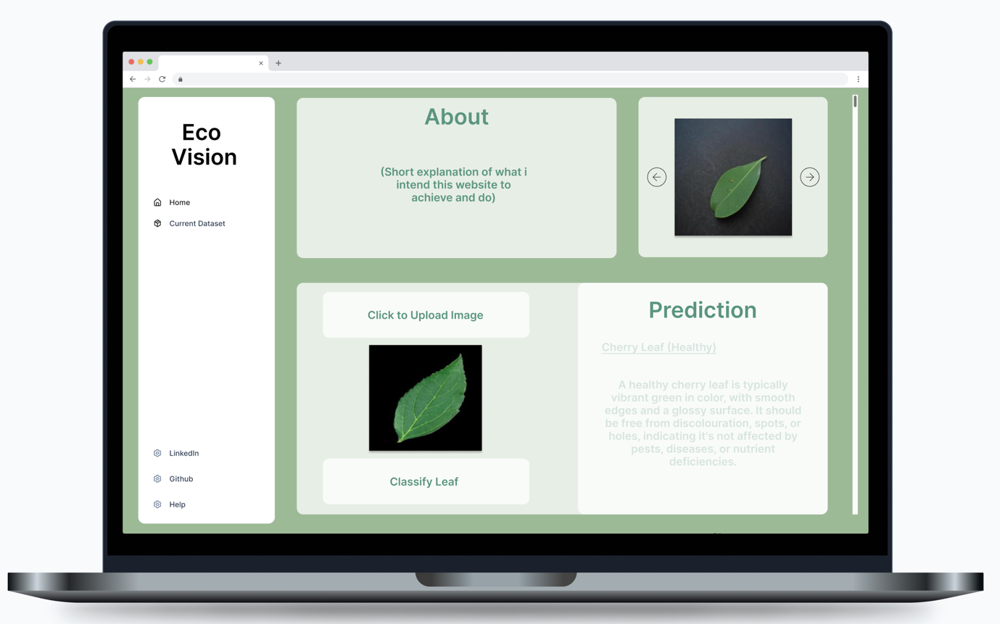 Eco
Vision
Home
Current Dataset
LinkedIn
Github
Help
About
(Short explanation of what i
intend this website to
achieve and do)
Click to Upload Image
Classify Leaf
Prediction
Cherry Leaf (Healthy)
A healthy cherry leaf is typically
vibrant green in color, with smooth
edges and a glossy surface. It should
be free from discolouration, spots, or
holes, indicating it's not affected by
pests, diseases, or nutrient
deficiencies.